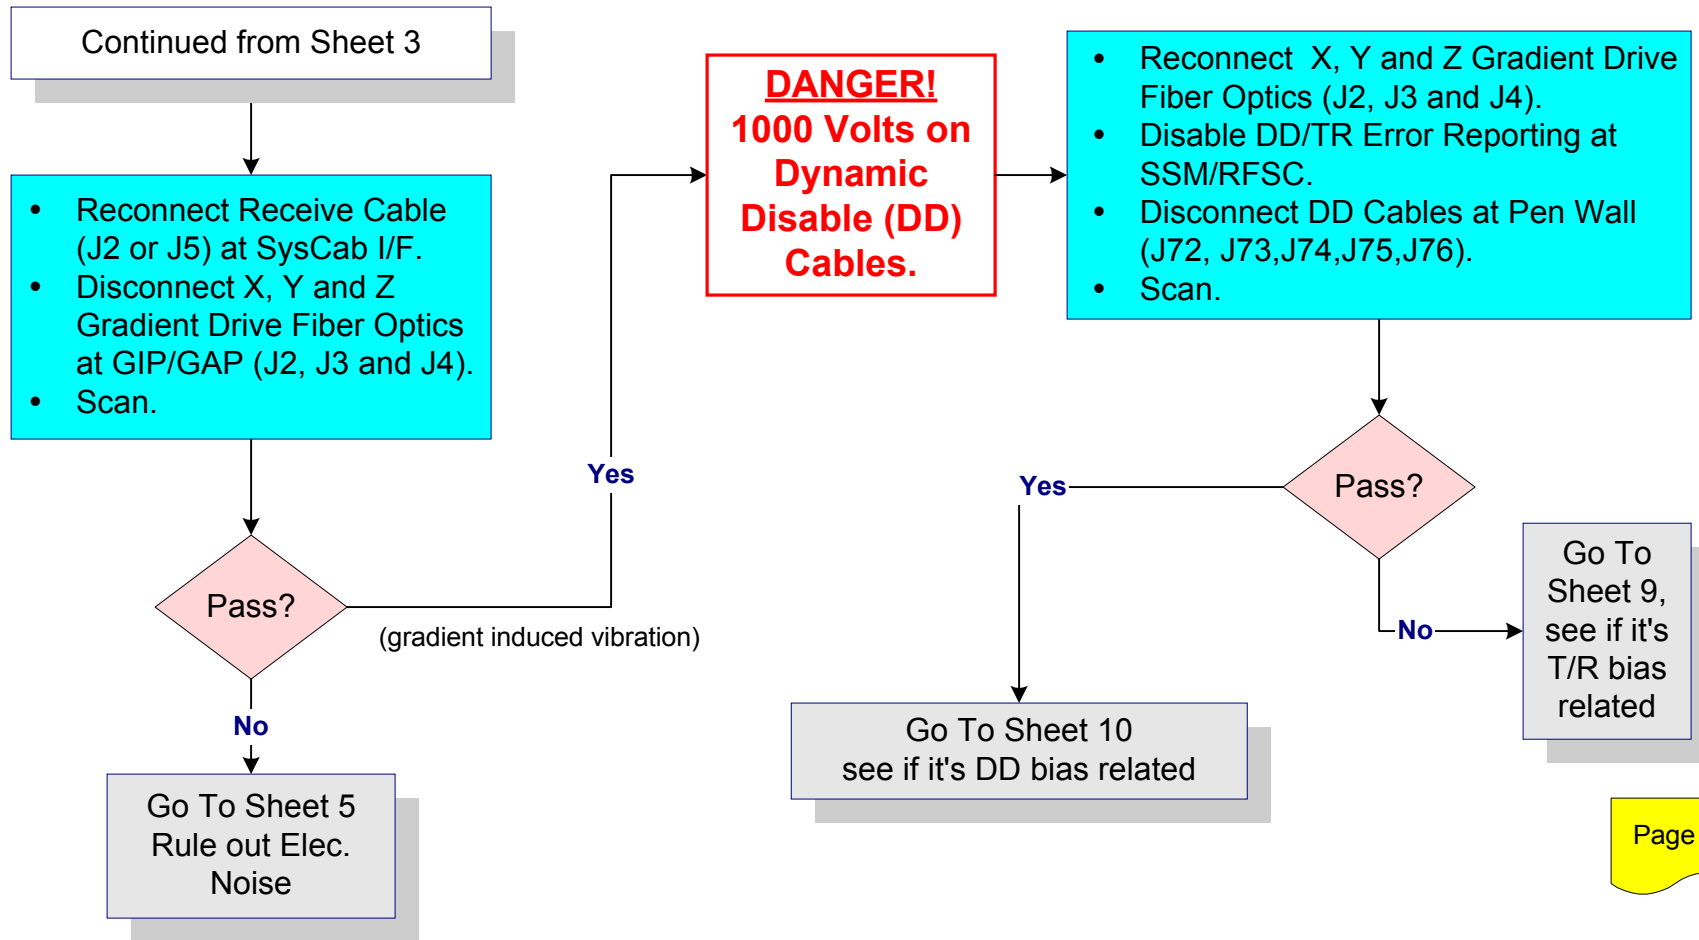 Continued from Sheet 3
• Reconnect Receive Cable
(J2 or J5) at SysCab I/F.
• Disconnect X, Y and Z
Gradient Drive Fiber Optics
at GIP/GAP (J2, J3 and J4).
• Scan.
Pass?
(gradient induced vibration)
Yes
No
Go To Sheet 5
Rule out Elec.
Noise
DANGER!
1000 Volts on
Dynamic
Disable (DD)
Cables.
• Reconnect X, Y and Z Gradient Drive
Fiber Optics (J2, J3 and J4).
• Disable DD/TR Error Reporting at
SSM/RFSC.
• Disconnect DD Cables at Pen Wall
(J72, J73,J74,J75,J76).
• Scan.
Pass?
Yes
No
Go To Sheet 10
see if it's DD bias related
Go To
Sheet 9,
see if it's
T/R bias
related
Page